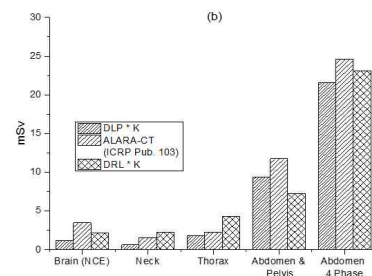 (b)
30
25
20
15
10
5
0
mSv
DLP * K
ALARA-CT
(ICRP Pub. 103)
DRL * K
Brain (NCE)
Neck
Thorax
Abdomen &
Pelvis
Abdomen
4 Phase